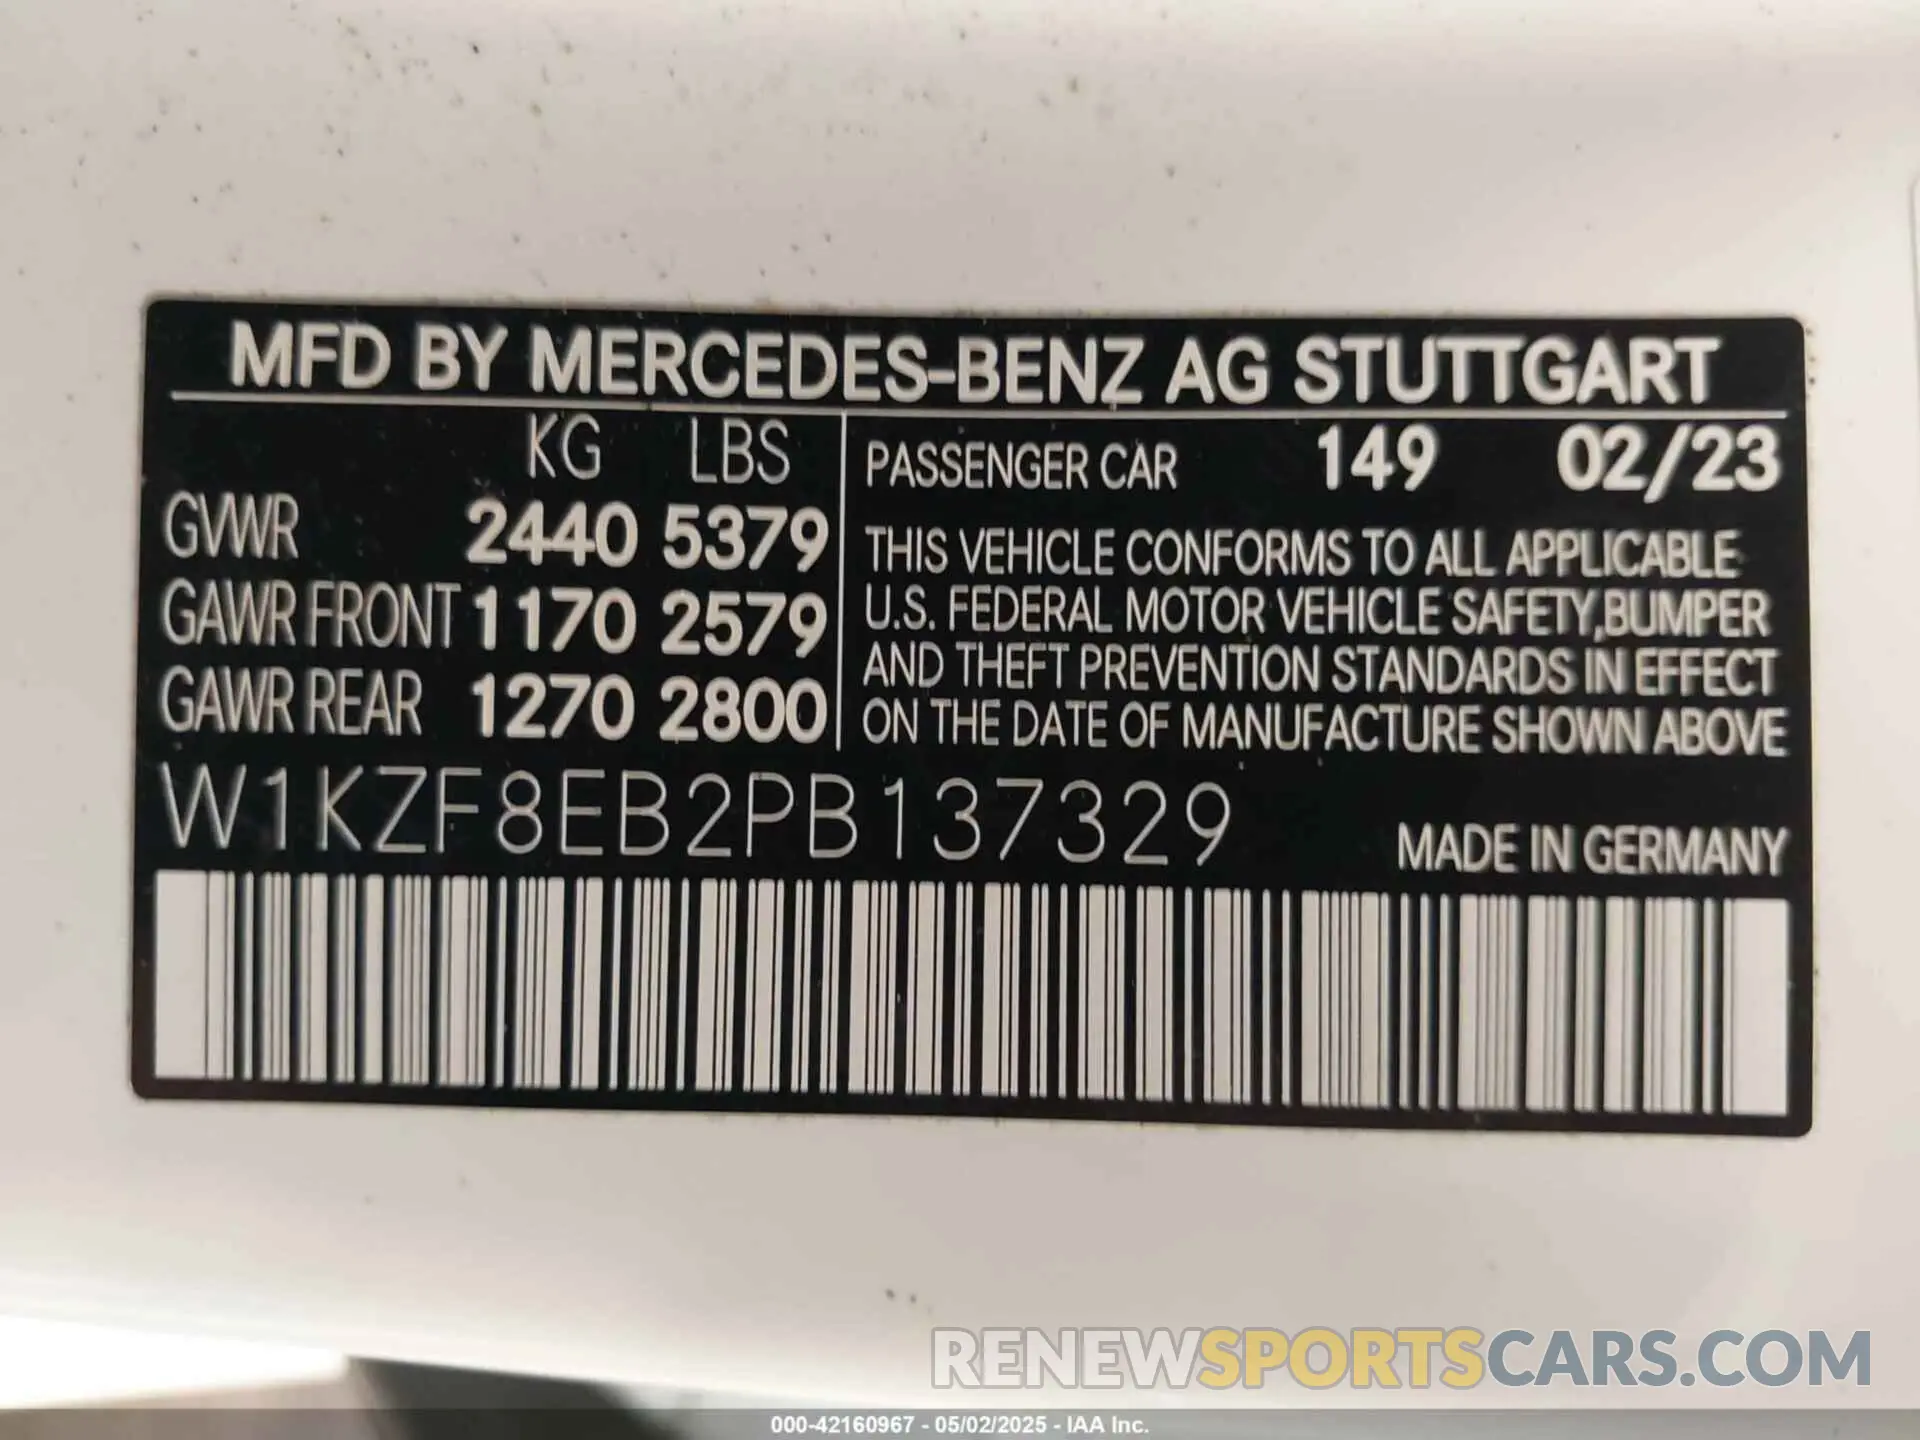 MFD BY MERCEDES-BENZ AG STUTTGART
KG LBS
GVWR 2440 5379
GAWR FRONT 1170 2579
GAWR REAR 1270 2800
PASSENGER CAR 149 02/23
THIS VEHICLE CONFORMS TO ALL APPLICABLE
U.S. FEDERAL MOTOR VEHICLE SAFETY,BUMPER
AND THEFT PREVENTION STANDARDS IN EFFECT
ON THE DATE OF MANUFACTURE SHOWN ABOVE
W1KZF8EB2PB137329
MADE IN GERMANY
RENEWSPORTSCARS.COM
000-42160967 - 05/02/2025 - IAA Inc.